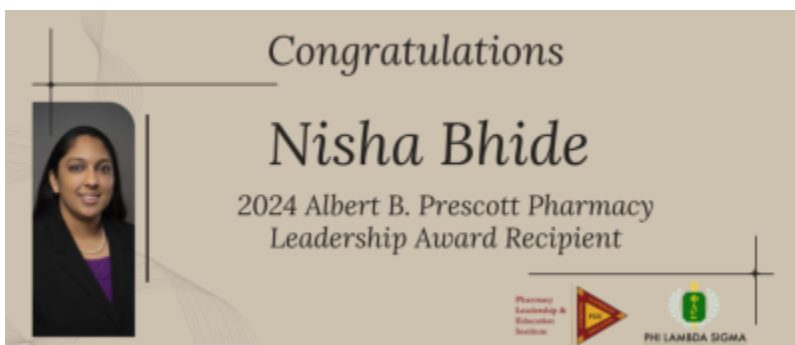 Congratulations
Nisha Bhide
2024 Albert B. Prescott Pharmacy
Leadership Award Recipient
Pharmacy
Leadership &
Education
Institute
PHI LAMBDA SIGMA